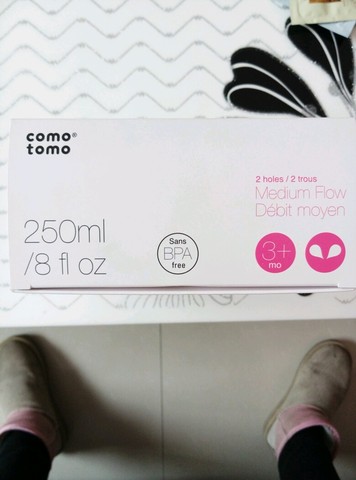 como®
tomo
2 holes / 2 trous
Medium Flow
Débit moyen
250ml
/8 fl oz
Sans
BPA
free
3+
mo